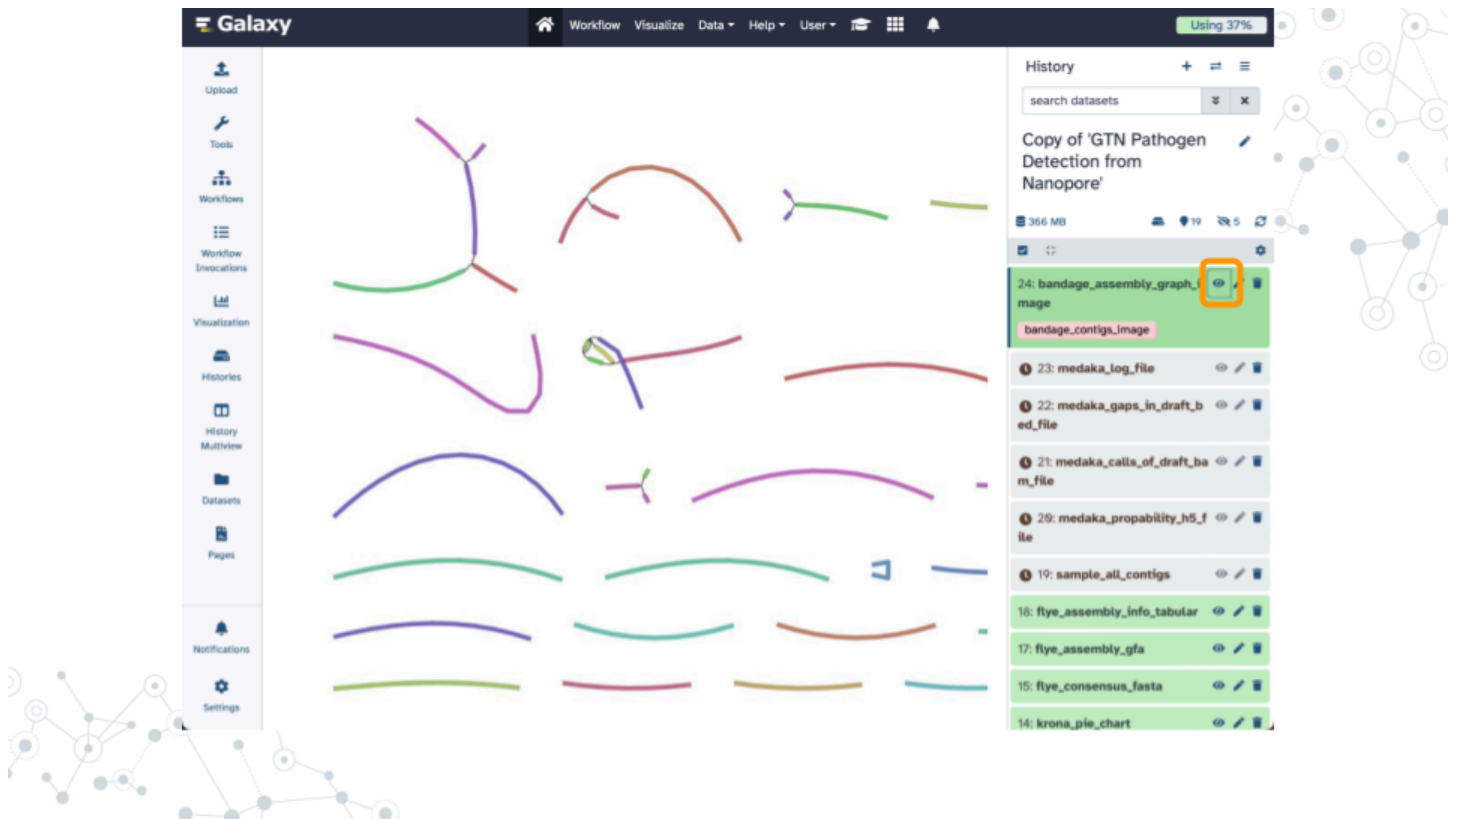 Galaxy
Workflow Visualize Data Help User
Using 37%
Upload
Tools
Workflows
Workflow
Invocations
Visualization
Histories
History
Multiview
Datasets
Pages
Notifications
Settings
History
search datasets
Copy of 'GTN Pathogen
Detection from
Nanopore'
366 MB 19 5
24: bandage_assembly_graph_i
mage
bandage_contigs_image
23: medaka_log_file
22: medaka_gaps_in_draft_b
ed_file
21: medaka_calls_of_draft_ba
m_file
20: medaka_propability_h5_f
ile
19: sample_all_contigs
18: flye_assembly_info_tabular
17: flye_assembly_gfa
15: flye_consensus_fasta
14: krona_pie_chart